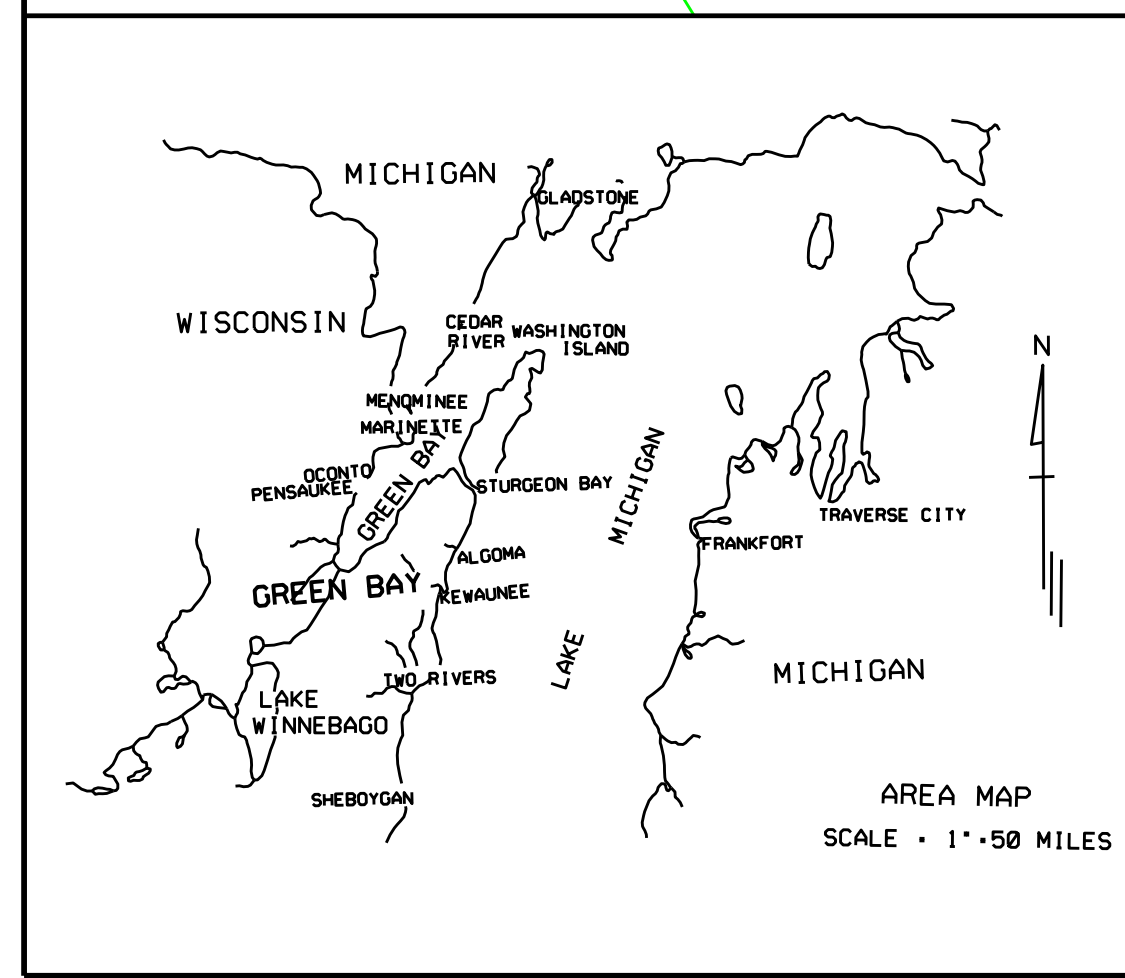 MICHIGAN
GLADSTONE
WISCONSIN
CEDAR
RIVER
WASHINGTON
ISLAND
N
MENOMINEE
MARINETTE
GREEN BAY
OCONTO
PENSAUKEE
STURGEON BAY
LAKE MICHIGAN
TRAVERSE CITY
FRANKFORT
ALGOMA
GREEN BAY
KEWAUNEE
TWO RIVERS
MICHIGAN
LAKE
WINNEBAGO
SHEBOYGAN
AREA MAP
SCALE · 1"·50 MILES